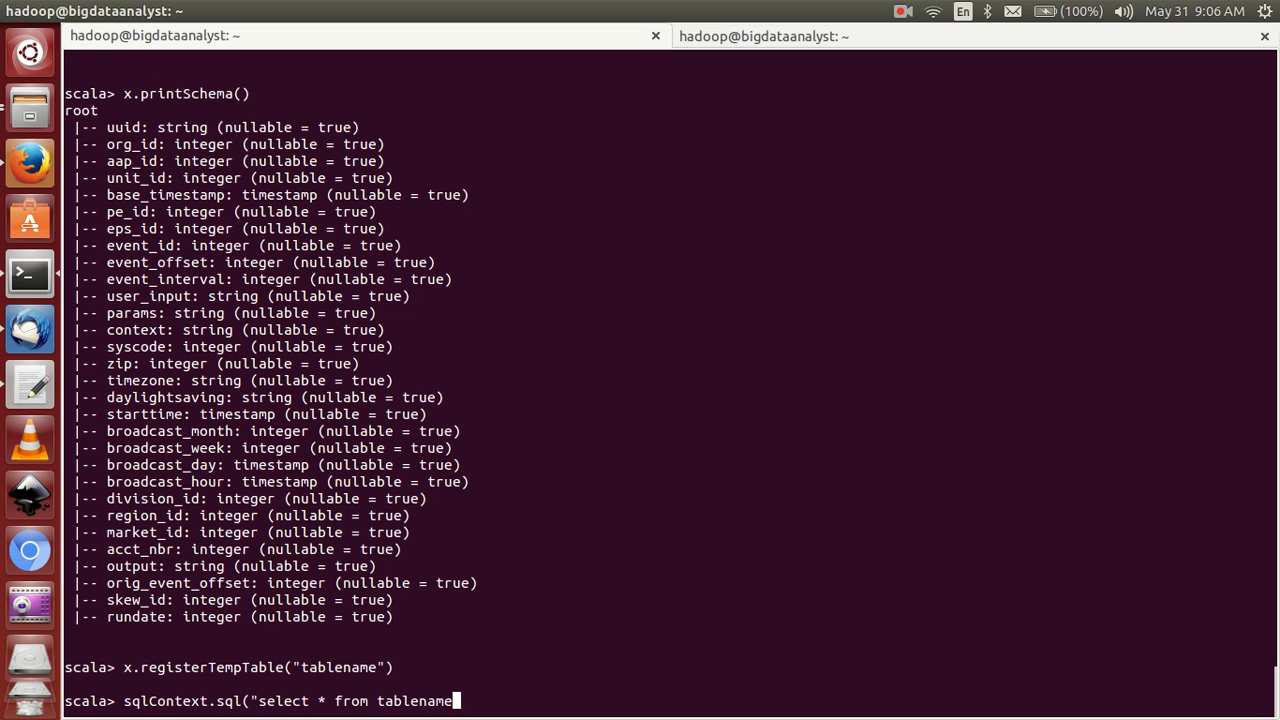 hadoop@bigdataanalyst: ~
En
(100%)
May 31 9:06 AM
hadoop@bigdataanalyst: ~
hadoop@bigdataanalyst: ~
scala> x.printSchema()
root
|-- uuid: string (nullable = true)
|-- org_id: integer (nullable = true)
|-- aap_id: integer (nullable = true)
|-- unit_id: integer (nullable = true)
|-- base_timestamp: timestamp (nullable = true)
|-- pe_id: integer (nullable = true)
|-- eps_id: integer (nullable = true)
|-- event_id: integer (nullable = true)
|-- event_offset: integer (nullable = true)
|-- event_interval: integer (nullable = true)
|-- user_input: string (nullable = true)
|-- params: string (nullable = true)
|-- context: string (nullable = true)
|-- syscode: integer (nullable = true)
|-- zip: integer (nullable = true)
|-- timezone: string (nullable = true)
|-- daylightsaving: string (nullable = true)
|-- starttime: timestamp (nullable = true)
|-- broadcast_month: integer (nullable = true)
|-- broadcast_week: integer (nullable = true)
|-- broadcast_day: timestamp (nullable = true)
|-- broadcast_hour: timestamp (nullable = true)
|-- division_id: integer (nullable = true)
|-- region_id: integer (nullable = true)
|-- market_id: integer (nullable = true)
|-- acct_nbr: integer (nullable = true)
|-- output: string (nullable = true)
|-- orig_event_offset: integer (nullable = true)
|-- skew_id: integer (nullable = true)
|-- rundate: integer (nullable = true)
scala> x.registerTempTable("tablename")
scala> sqlContext.sql("select * from tablename